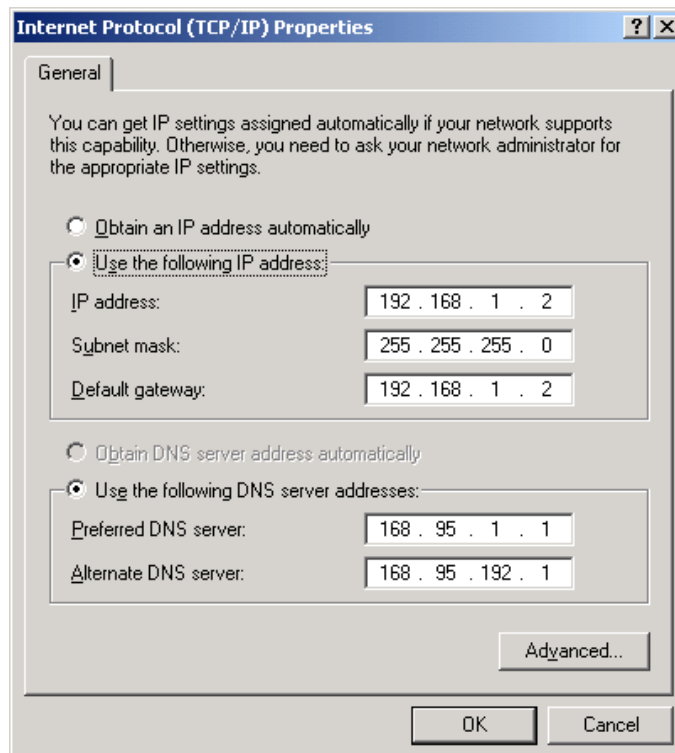 Internet Protocol (TCP/IP) Properties
General
You can get IP settings assigned automatically if your network supports
this capability. Otherwise, you need to ask your network administrator for
the appropriate IP settings.
Obtain an IP address automatically
Use the following IP address:
IP address: 192 . 168 . 1 . 2
Subnet mask: 255 . 255 . 255 . 0
Default gateway: 192 . 168 . 1 . 2
Obtain DNS server address automatically
Use the following DNS server addresses:
Preferred DNS server: 168 . 95 . 1 . 1
Alternate DNS server: 168 . 95 . 192 . 1
Advanced...
OK Cancel